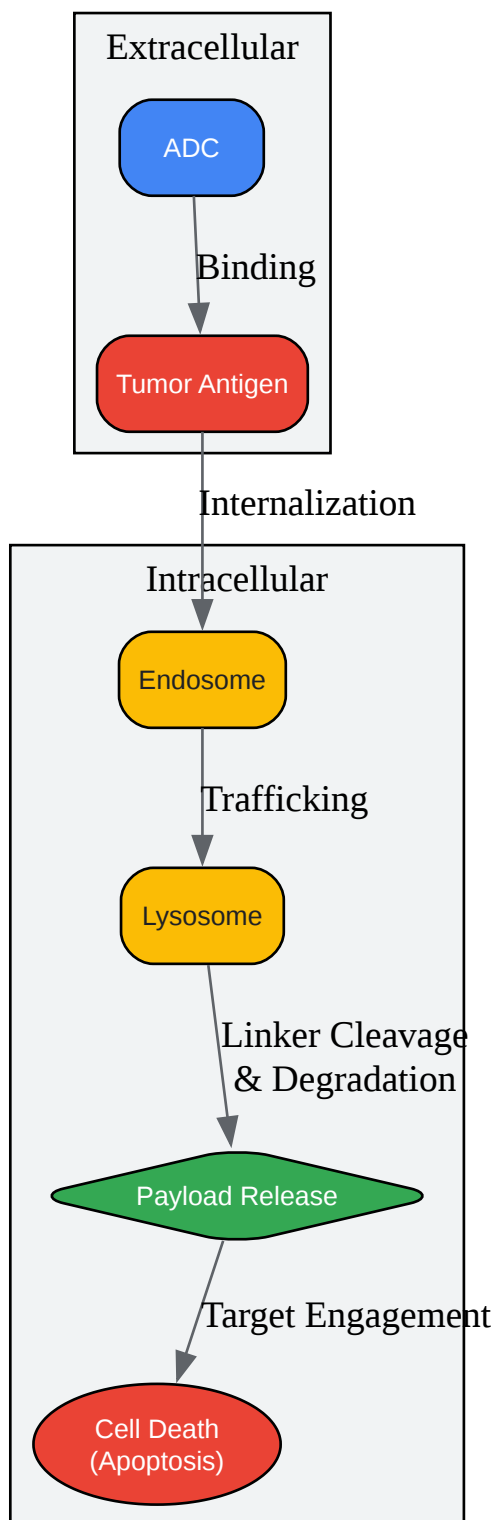 Extracellular
ADC
Binding
Tumor Antigen
Internalization
Intracellular
Endosome
Trafficking
Lysosome
Linker Cleavage
& Degradation
Payload Release
Target Engagement
Cell Death
(Apoptosis)